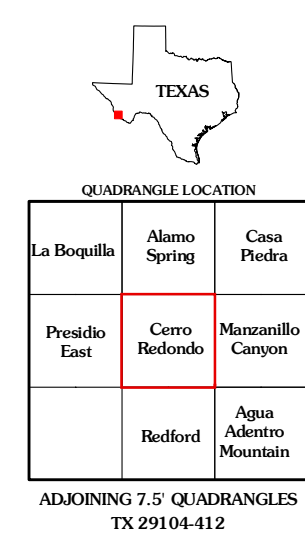 TEXAS
QUADRANGLE LOCATION
La Boquilla
Alamo
Spring
Casa
Piedra
Presidio
East
Cerro
Redondo
Manzanillo
Canyon
Redford
Agua
Adentro
Mountain
ADJOINING 7.5' QUADRANGLES
TX 29104-412